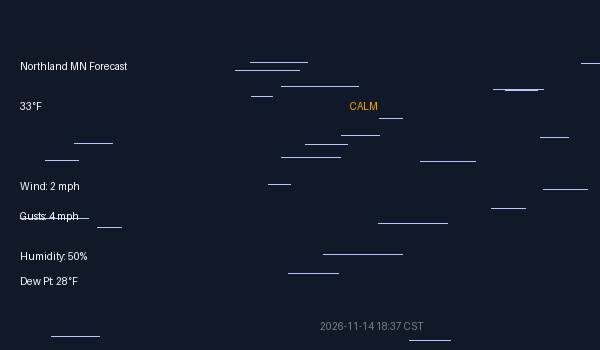 Northland MN Forecast
33°F
CALM
Wind: 2 mph
Gusts: 4 mph
Humidity: 50%
Dew Pt: 28°F
2026-11-14 18:37 CST